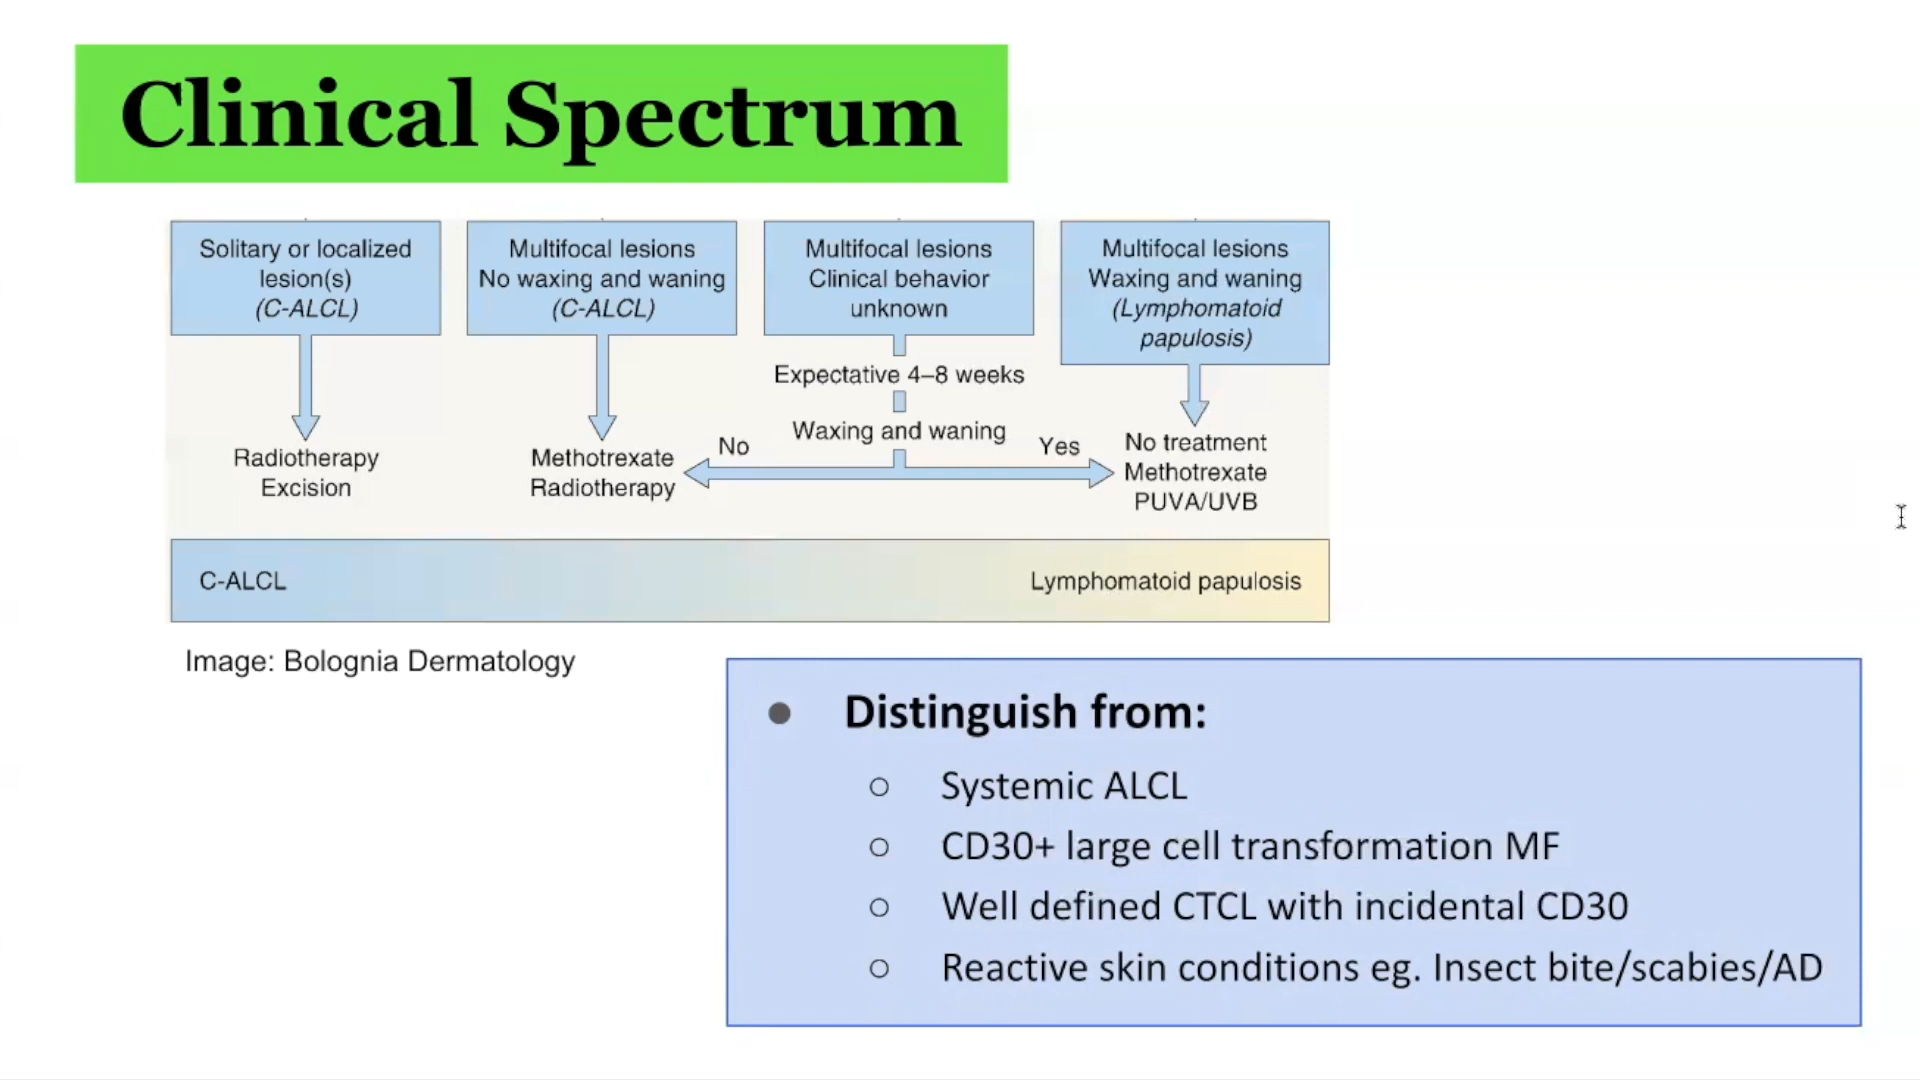 Clinical Spectrum
Solitary or localized
lesion(s)
(C-ALCL)
Multifocal lesions
No waxing and waning
(C-ALCL)
Multifocal lesions
Clinical behavior
unknown
Multifocal lesions
Waxing and waning
(Lymphomatoid
papulosis)
Expectative 4–8 weeks
Waxing and waning
No
Yes
Radiotherapy
Excision
Methotrexate
Radiotherapy
No treatment
Methotrexate
PUVA/UVB
C-ALCL
Lymphomatoid papulosis
Image: Bolognia Dermatology
● Distinguish from:
○ Systemic ALCL
○ CD30+ large cell transformation MF
○ Well defined CTCL with incidental CD30
○ Reactive skin conditions eg. Insect bite/scabies/AD